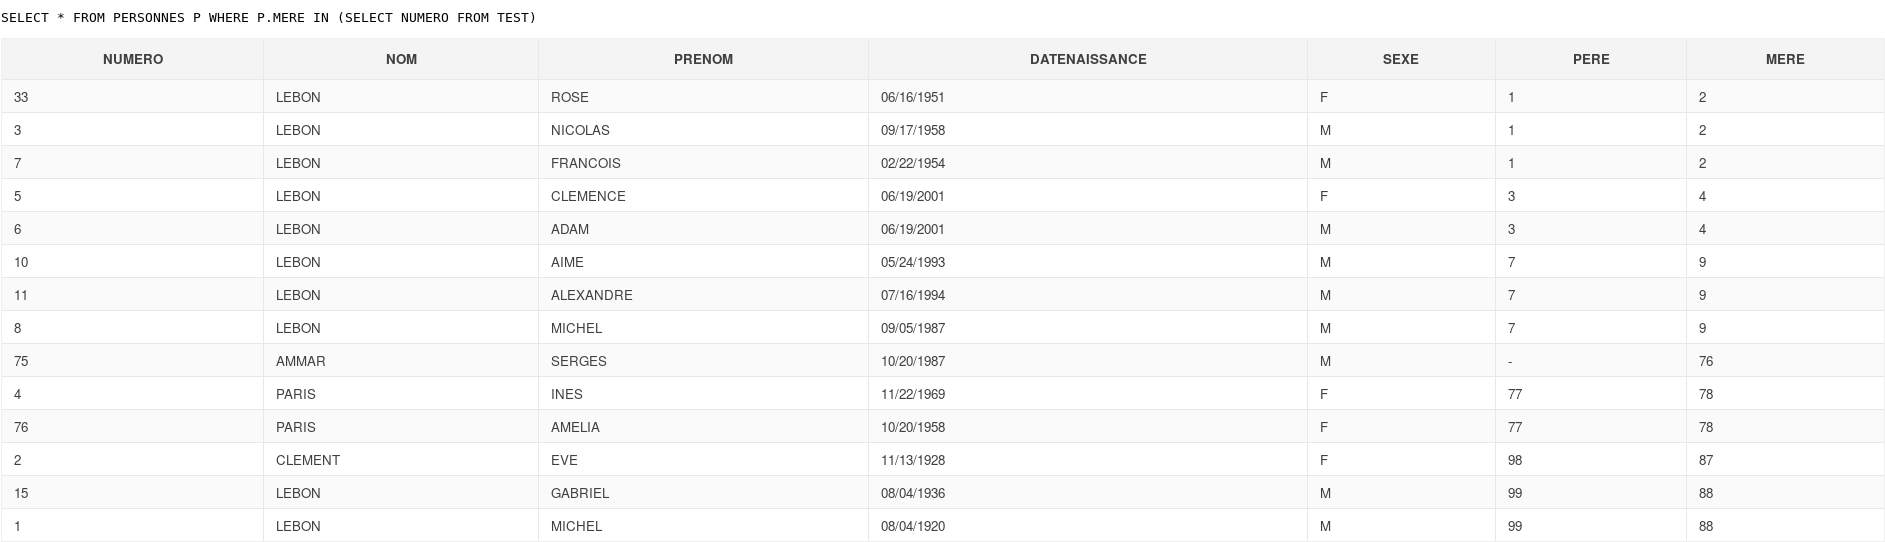 SELECT * FROM PERSONNES P WHERE P.MERE IN (SELECT NUMERO FROM TEST)
NUMERO NOM PRENOM DATENAISSANCE SEXE PERE MERE
33 LEBON ROSE 06/16/1951 F 1 2
3 LEBON NICOLAS 09/17/1958 M 1 2
7 LEBON FRANCOIS 02/22/1954 M 1 2
5 LEBON CLEMENCE 06/19/2001 F 3 4
6 LEBON ADAM 06/19/2001 M 3 4
10 LEBON AIME 05/24/1993 M 7 9
11 LEBON ALEXANDRE 07/16/1994 M 7 9
8 LEBON MICHEL 09/05/1987 M 7 9
75 AMMAR SERGES 10/20/1987 M - 76
4 PARIS INES 11/22/1969 F 77 78
76 PARIS AMELIA 10/20/1958 F 77 78
2 CLEMENT EVE 11/13/1928 F 98 87
15 LEBON GABRIEL 08/04/1936 M 99 88
1 LEBON MICHEL 08/04/1920 M 99 88